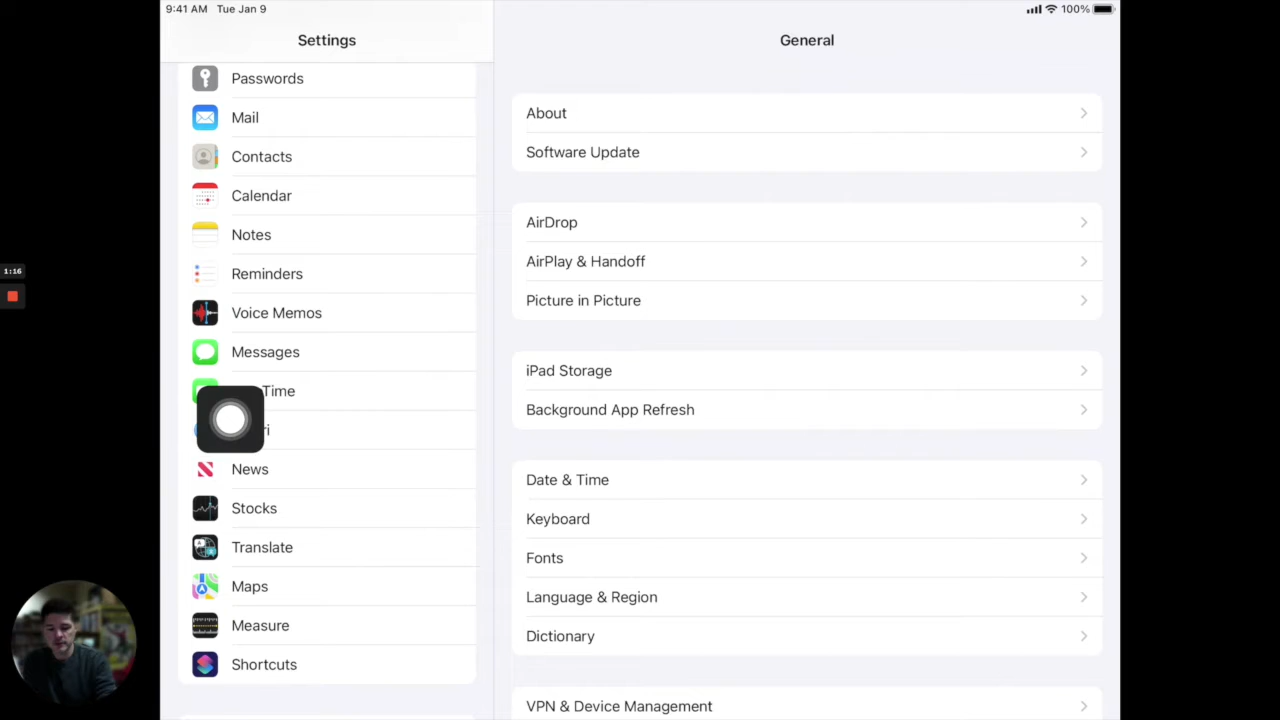 9:41 AM Tue Jan 9
100%
Settings
General
Passwords
Mail
Contacts
Calendar
Notes
Reminders
Voice Memos
Messages
Time
ri
News
Stocks
Translate
Maps
Measure
Shortcuts
About
Software Update
AirDrop
AirPlay & Handoff
Picture in Picture
iPad Storage
Background App Refresh
Date & Time
Keyboard
Fonts
Language & Region
Dictionary
VPN & Device Management
1:16